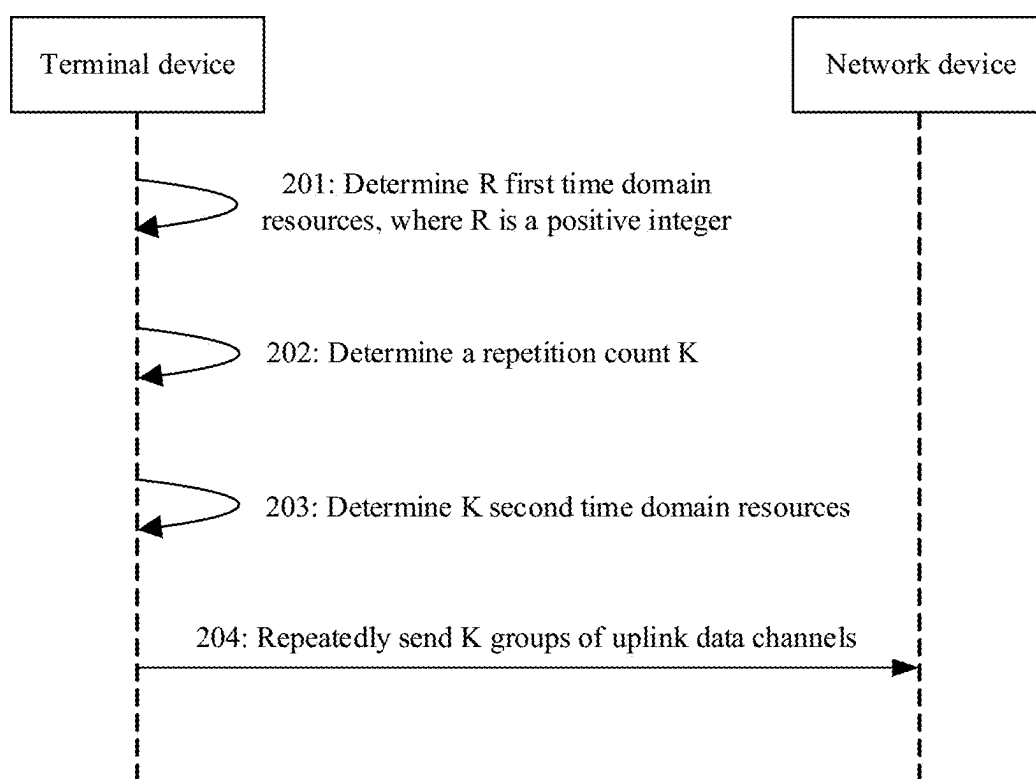 Terminal device
Network device
201: Determine R first time domain
resources, where R is a positive integer
202: Determine a repetition count K
203: Determine K second time domain resources
204: Repeatedly send K groups of uplink data channels